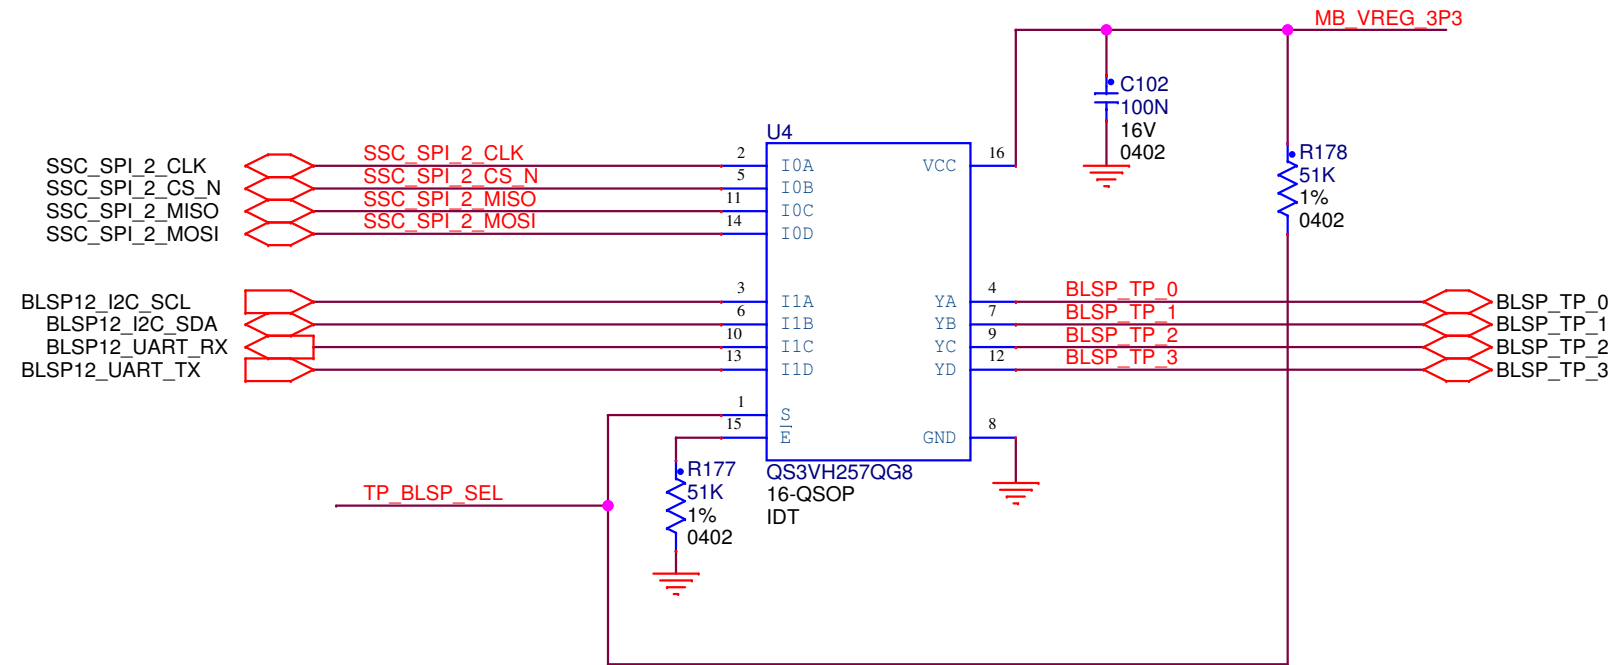 MB_VREG_3P3
C102
100N
16V
0402
U4
R178
51K
1%
0402
SSC_SPI_2_CLK SSC_SPI_2_CLK 2 I0A VCC 16
SSC_SPI_2_CS_N SSC_SPI_2_CS_N 5 I0B
SSC_SPI_2_MISO SSC_SPI_2_MISO 11 I0C
SSC_SPI_2_MOSI SSC_SPI_2_MOSI 14 I0D
BLSP12_I2C_SCL 3 I1A YA 4 BLSP_TP_0 BLSP_TP_0
BLSP12_I2C_SDA 6 I1B YB 7 BLSP_TP_1 BLSP_TP_1
BLSP12_UART_RX 10 I1C YC 9 BLSP_TP_2 BLSP_TP_2
BLSP12_UART_TX 13 I1D YD 12 BLSP_TP_3 BLSP_TP_3
1 S
15 E GND 8
R177
51K
1%
0402
QS3VH257QG8
16-QSOP
IDT
TP_BLSP_SEL